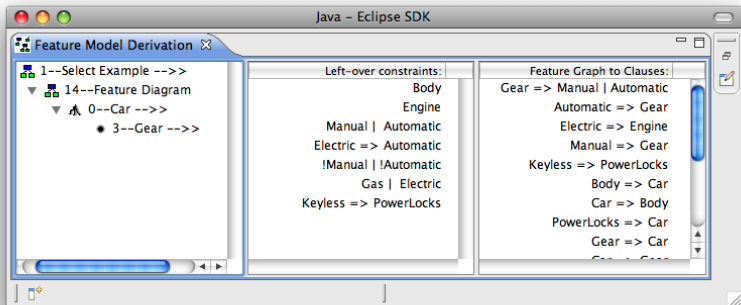 Java – Eclipse SDK
Feature Model Derivation
1--Select Example -->>
14--Feature Diagram
0--Car -->>
3--Gear -->>
Left-over constraints:
Body
Engine
Manual | Automatic
Electric => Automatic
!Manual | !Automatic
Gas | Electric
Keyless => PowerLocks
Feature Graph to Clauses:
Gear => Manual | Automatic
Automatic => Gear
Electric => Engine
Manual => Gear
Keyless => PowerLocks
Body => Car
Car => Body
PowerLocks => Car
Gear => Car
Car => Gear